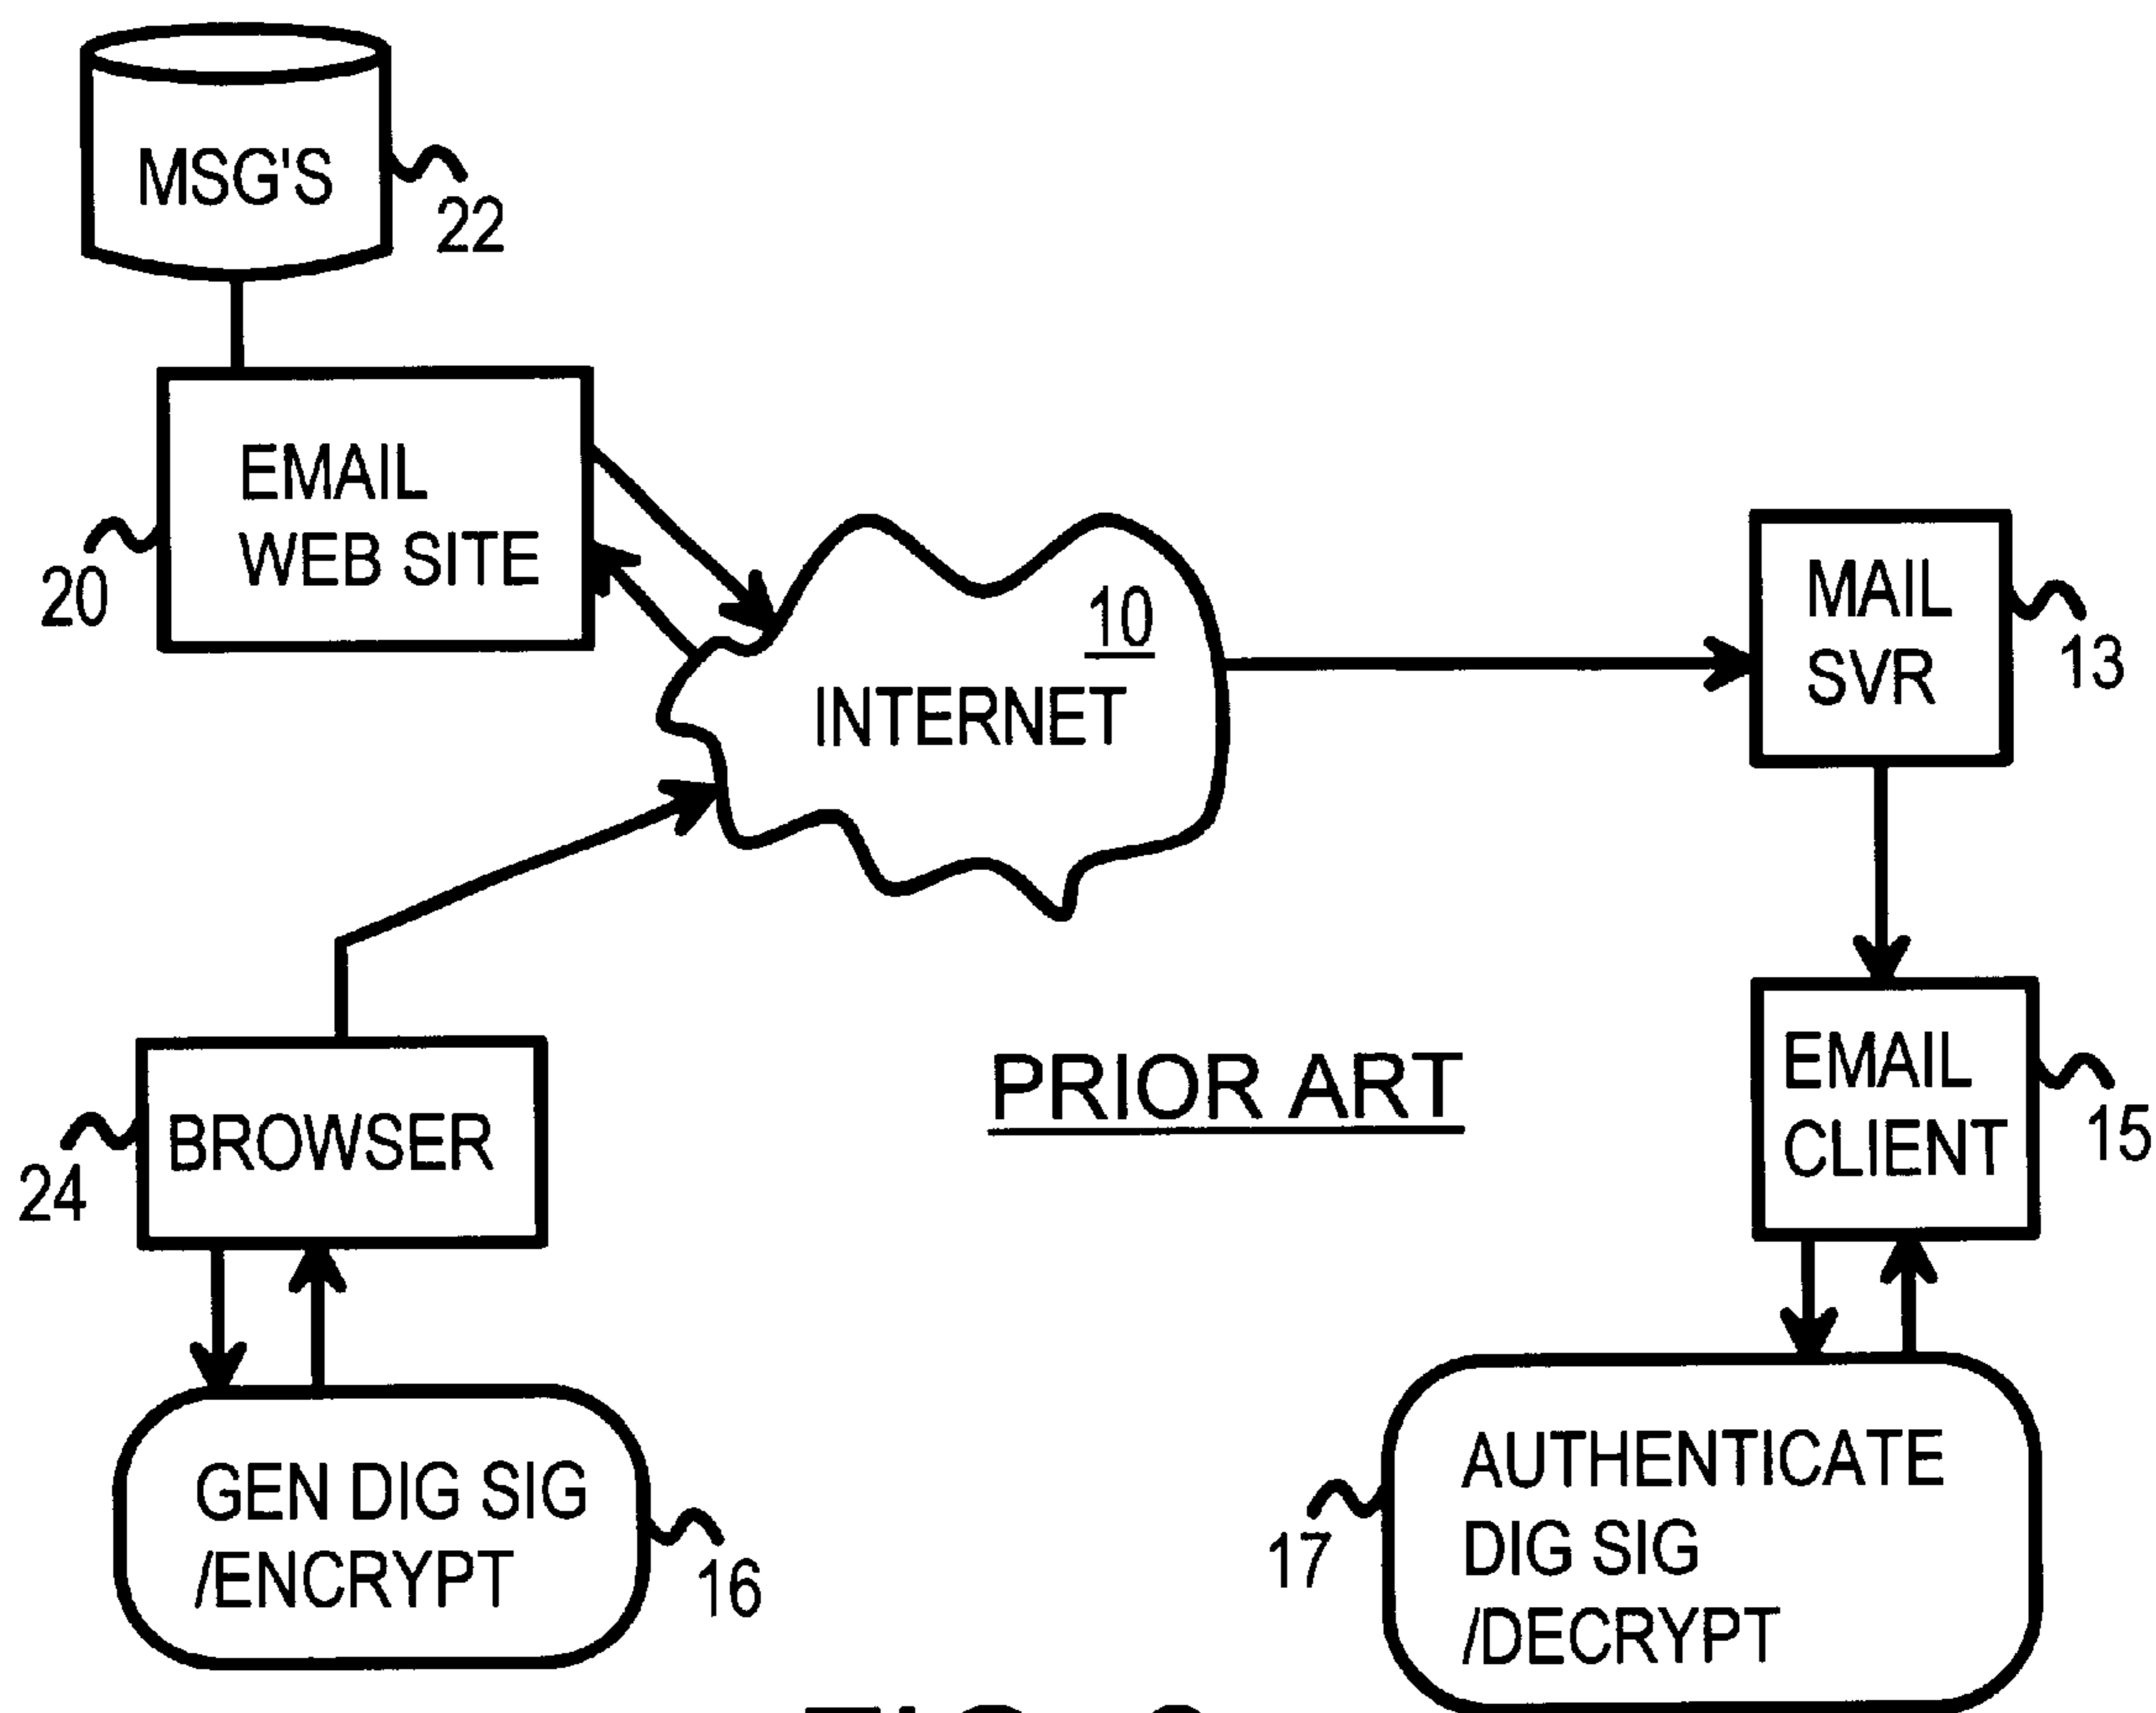 MSG'S
22
EMAIL
WEB SITE
20
10
INTERNET
MAIL
SVR
13
PRIOR ART
EMAIL
CLIENT
15
BROWSER
24
GEN DIG SIG
/ENCRYPT
16
AUTHENTICATE
DIG SIG
/DECRYPT
17